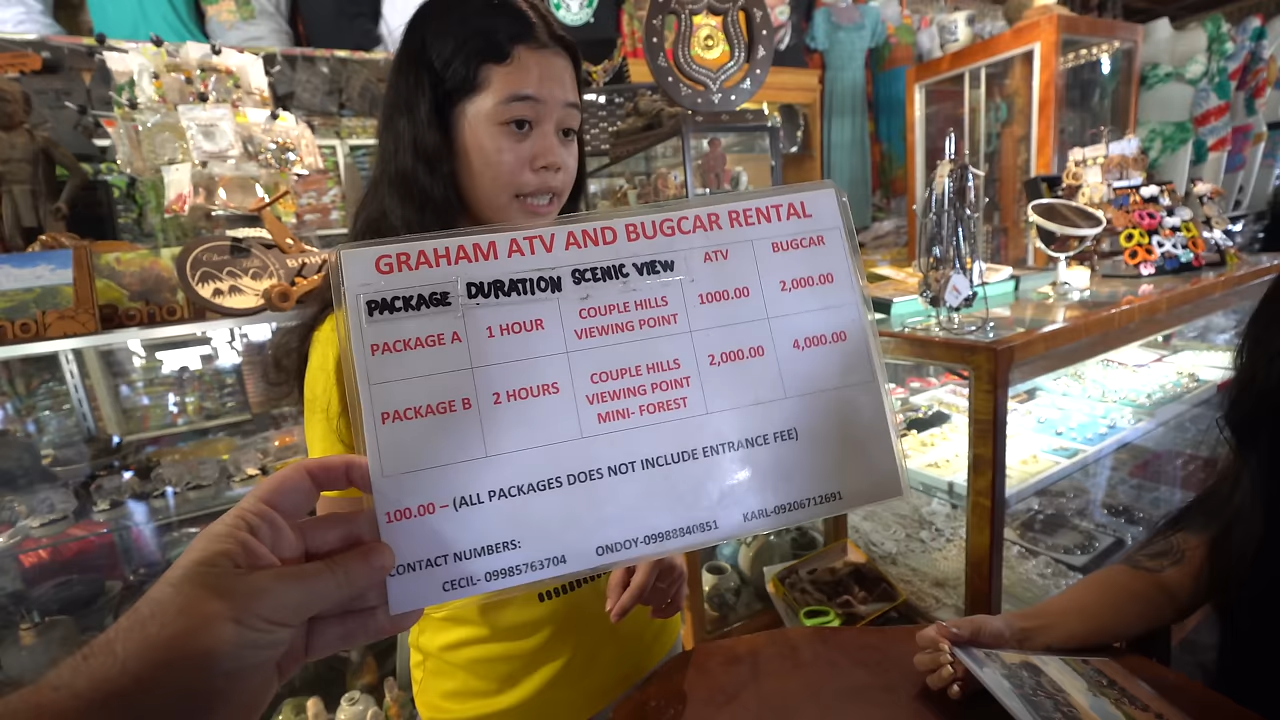 GRAHAM ATV AND BUGCAR RENTAL
PACKAGE DURATION SCENIC VIEW ATV BUGCAR
PACKAGE A 1 HOUR COUPLE HILLS VIEWING POINT 1000.00 2,000.00
PACKAGE B 2 HOURS COUPLE HILLS VIEWING POINT MINI- FOREST 2,000.00 4,000.00
100.00 – (ALL PACKAGES DOES NOT INCLUDE ENTRANCE FEE)
CONTACT NUMBERS:
CECIL- 09985763704 ONDOY-09988840851 KARL-09206712691
Bohol